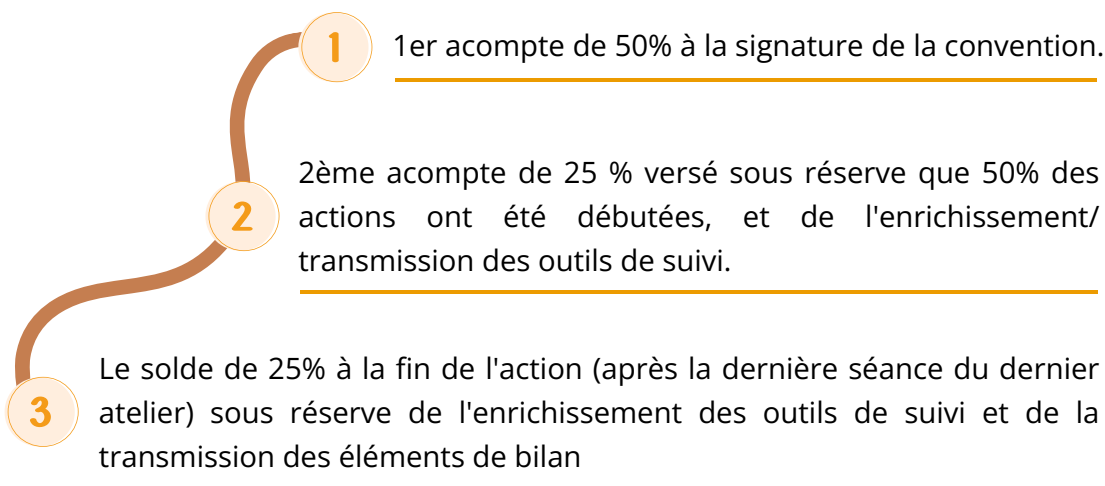 1
1er acompte de 50% à la signature de la convention.
2
2ème acompte de 25 % versé sous réserve que 50% des
actions ont été débutées, et de l'enrichissement/
transmission des outils de suivi.
3
Le solde de 25% à la fin de l'action (après la dernière séance du dernier
atelier) sous réserve de l'enrichissement des outils de suivi et de la
transmission des éléments de bilan